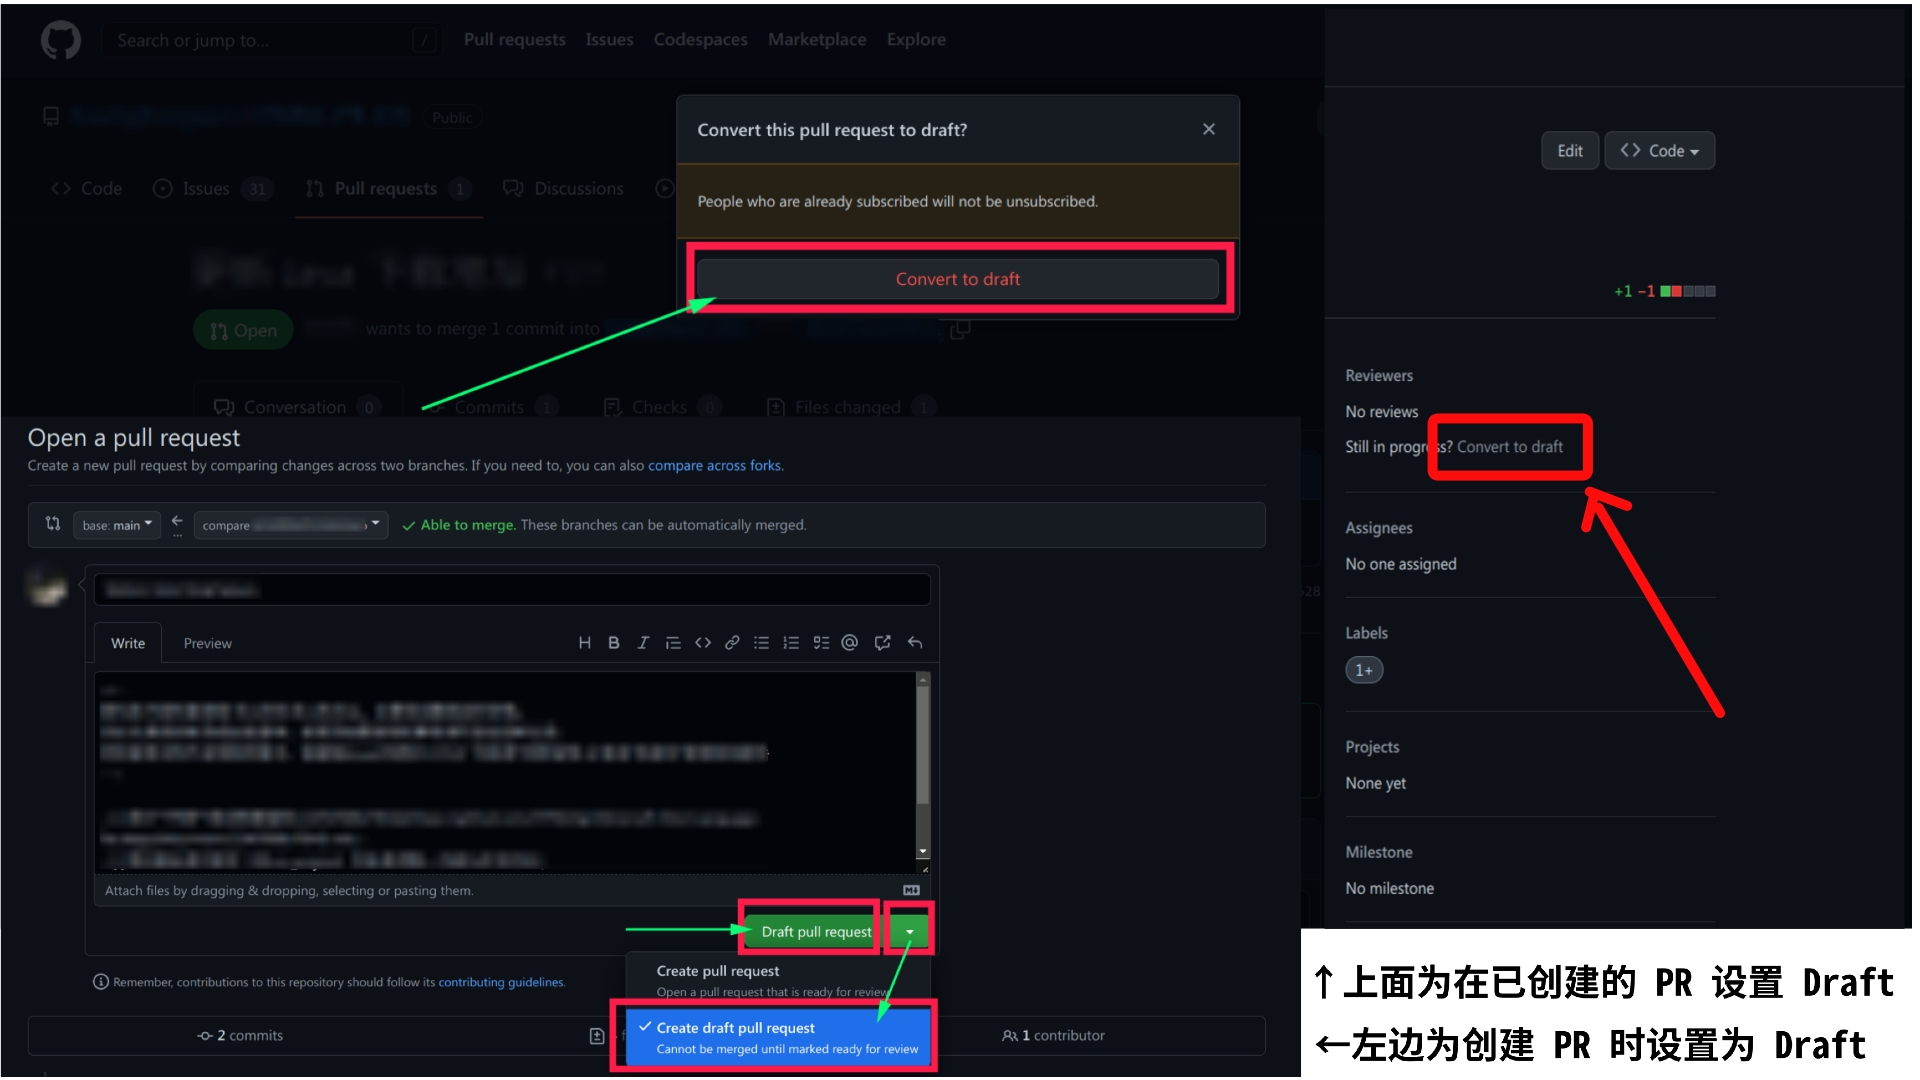 Search or jump to...
/
Pull requests
Issues
Codespaces
Marketplace
Explore
Public
Code
Issues 31
Pull requests 1
Discussions
Open
wants to merge 1 commit into
Conversation 0
Commits 1
Checks 0
Files changed 1
Convert this pull request to draft?
People who are already subscribed will not be unsubscribed.
Convert to draft
Edit
Code
+1 −1
Reviewers
No reviews
Still in progress? Convert to draft
Assignees
No one assigned
Labels
1+
Projects
None yet
Milestone
No milestone
Open a pull request
Create a new pull request by comparing changes across two branches. If you need to, you can also compare across forks.
base: main
compare
Able to merge. These branches can be automatically merged.
Write
Preview
Attach files by dragging & dropping, selecting or pasting them.
Draft pull request
Create pull request
Open a pull request that is ready for review
Create draft pull request
Cannot be merged until marked ready for review
Remember, contributions to this repository should follow its contributing guidelines.
2 commits
1 contributor
↑上面为在已创建的 PR 设置 Draft
←左边为创建 PR 时设置为 Draft